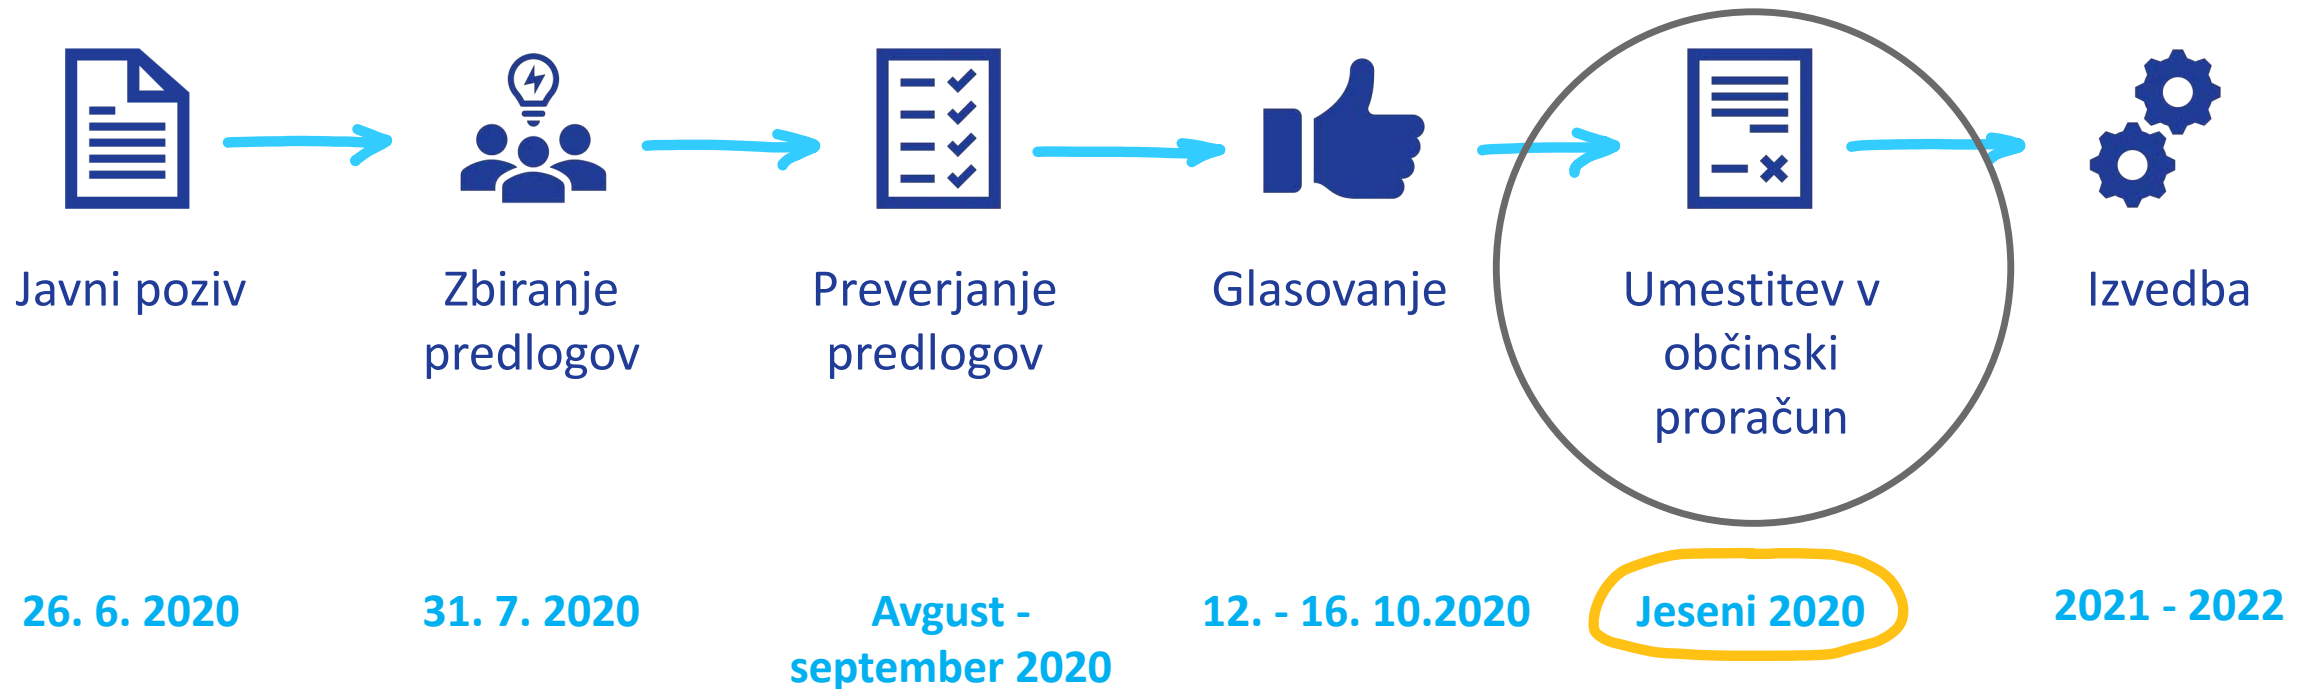 Javni poziv
Zbiranje
predlogov
Preverjanje
predlogov
Glasovanje
Umestitev v
občinski
proračun
Izvedba
26. 6. 2020
31. 7. 2020
Avgust -
september 2020
12. - 16. 10.2020
Jeseni 2020
2021 - 2022